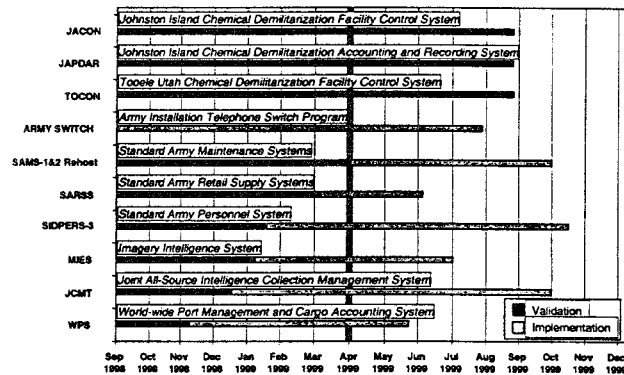 Johnston Island Chemical Demilitarization Facility Control System
JACON
Johnston Island Chemical Demilitarization Accounting and Recording System
JAPDAR
Tooele Utah Chemical Demilitarization Facility Control System
TOCON
Army Installation Telephone Switch Program
ARMY SWITCH
Standard Army Maintenance Systems
SAMS-1&2 Rehost
Standard Army Retail Supply Systems
SARSS
Standard Army Personnel System
SIDPERS-3
Imagery Intelligence System
MIES
Joint All-Source Intelligence Collection Management System
JCMT
World-wide Port Management and Cargo Accounting System
WPS
Validation
Implementation
Sep Oct Nov Dec Jan Feb Mar Apr May Jun Jul Aug Sep Oct Nov Dec
1998 1998 1998 1998 1999 1999 1999 1999 1999 1999 1999 1999 1999 1999 1999 1999